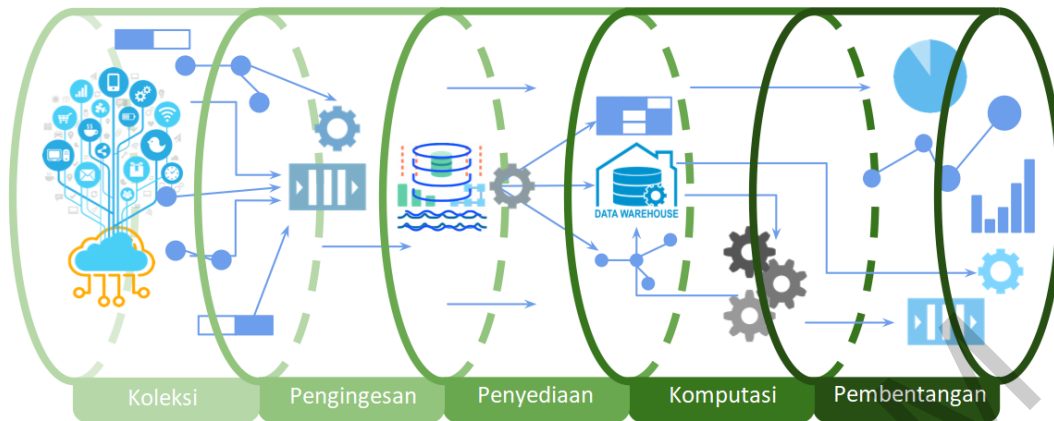 DATA WAREHOUSE
Koleksi
Pengingesan
Penyediaan
Komputasi
Pembentangan